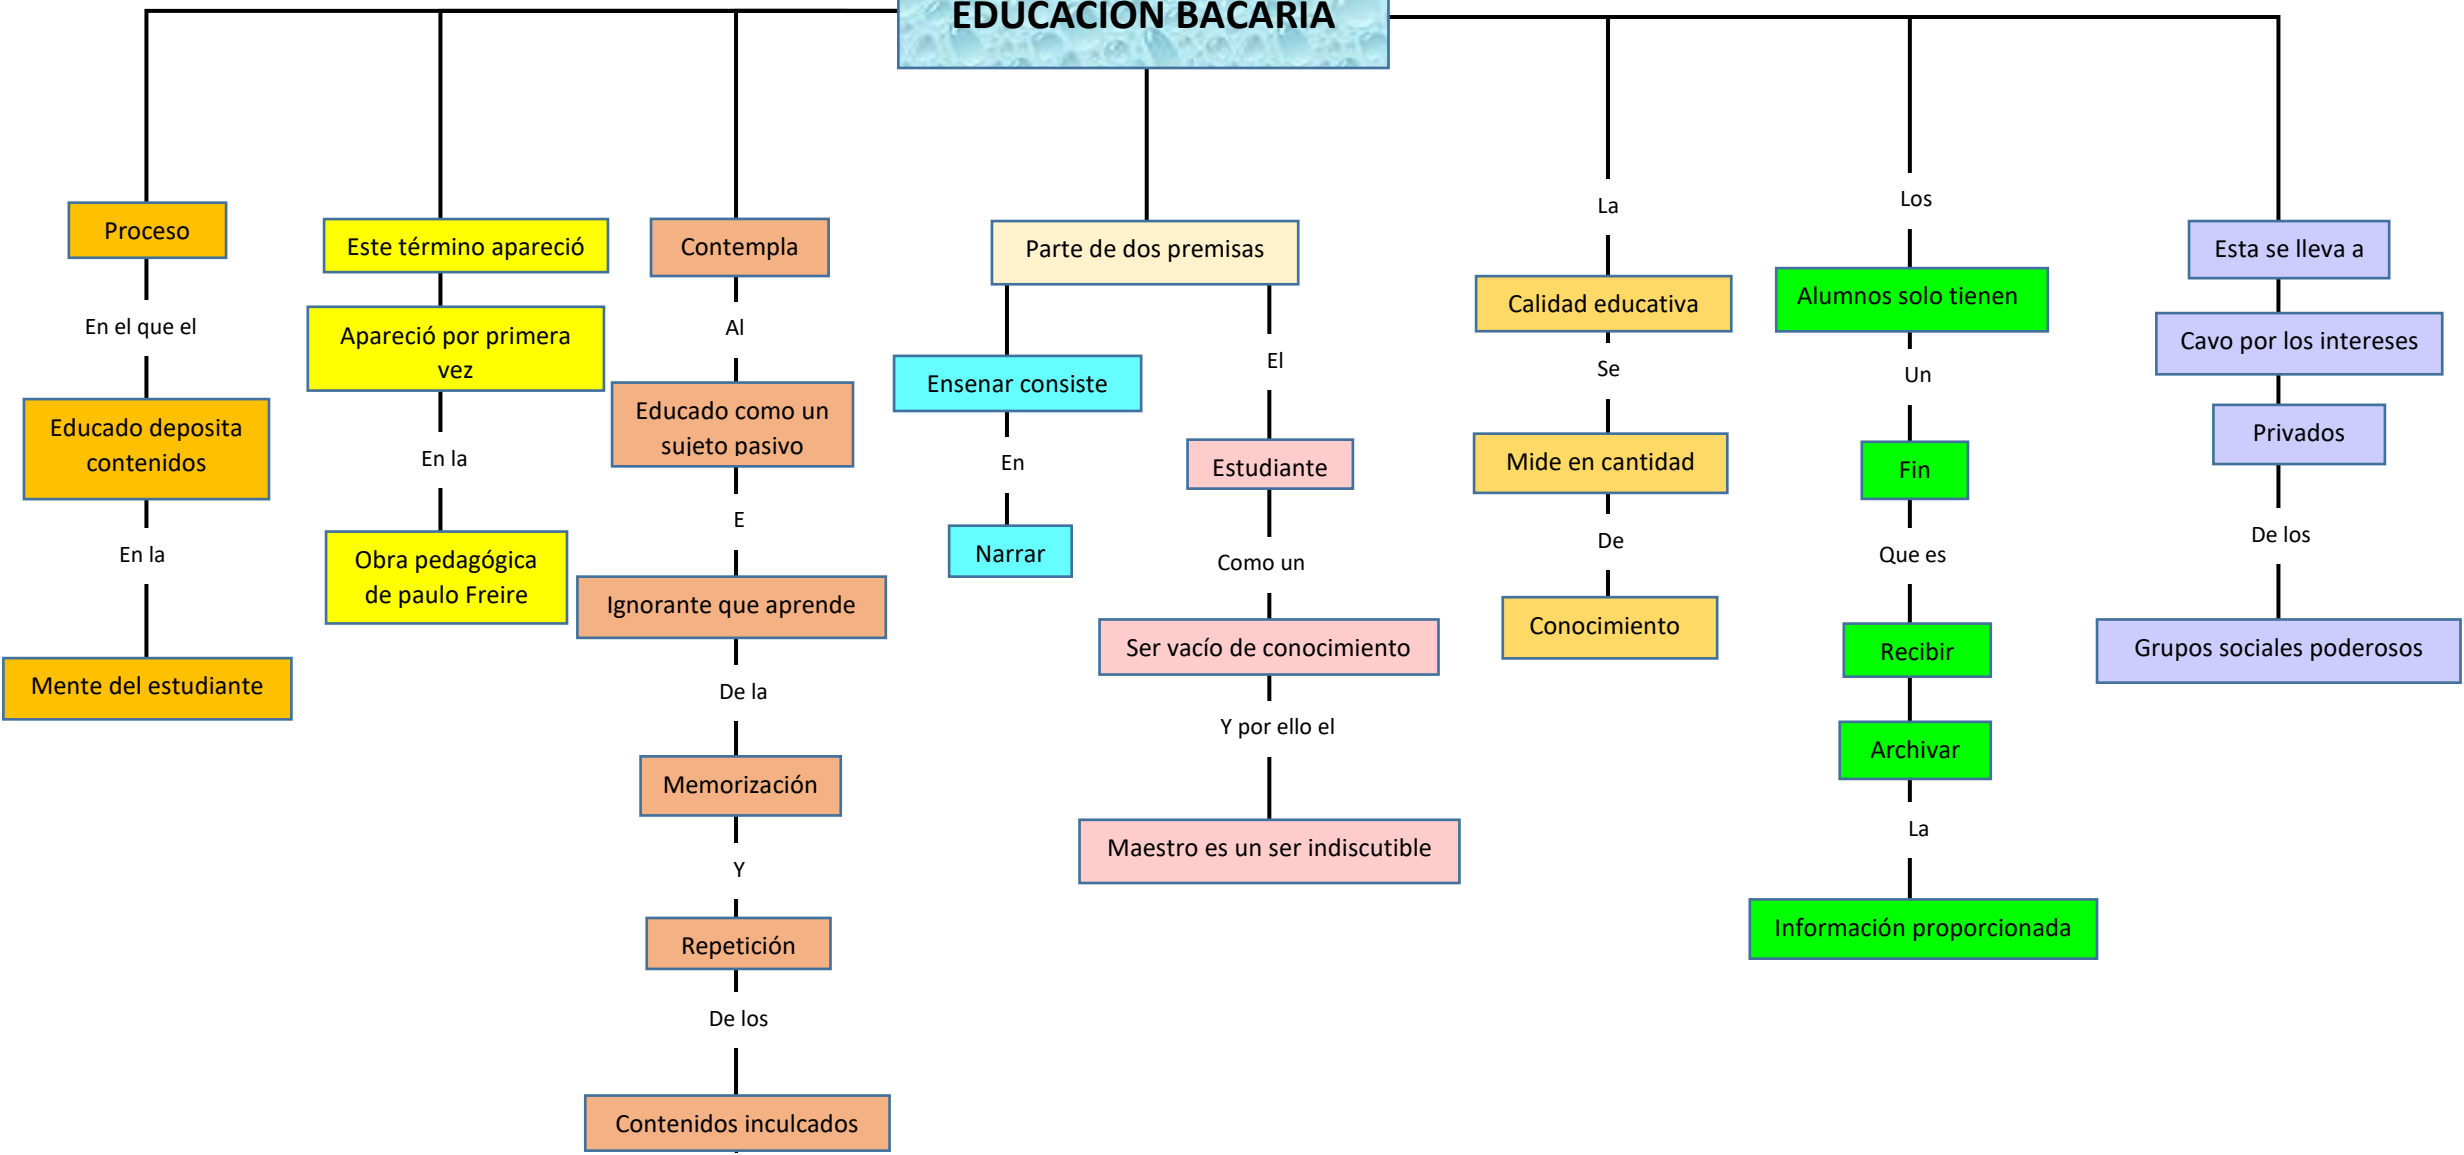 EDUCACION BACARIA
Proceso
En el que el
Educado deposita
contenidos
En la
Mente del estudiante
Este término apareció
Apareció por primera
vez
En la
Obra pedagógica
de paulo Freire
Contempla
Al
Educado como un
sujeto pasivo
E
Ignorante que aprende
De la
Memorización
Y
Repetición
De los
Contenidos inculcados
Parte de dos premisas
Ensenar consiste
En
Narrar
El
Estudiante
Como un
Ser vacío de conocimiento
Y por ello el
Maestro es un ser indiscutible
La
Calidad educativa
Se
Mide en cantidad
De
Conocimiento
Los
Alumnos solo tienen
Un
Fin
Que es
Recibir
Archivar
La
Información proporcionada
Esta se lleva a
Cavo por los intereses
Privados
De los
Grupos sociales poderosos